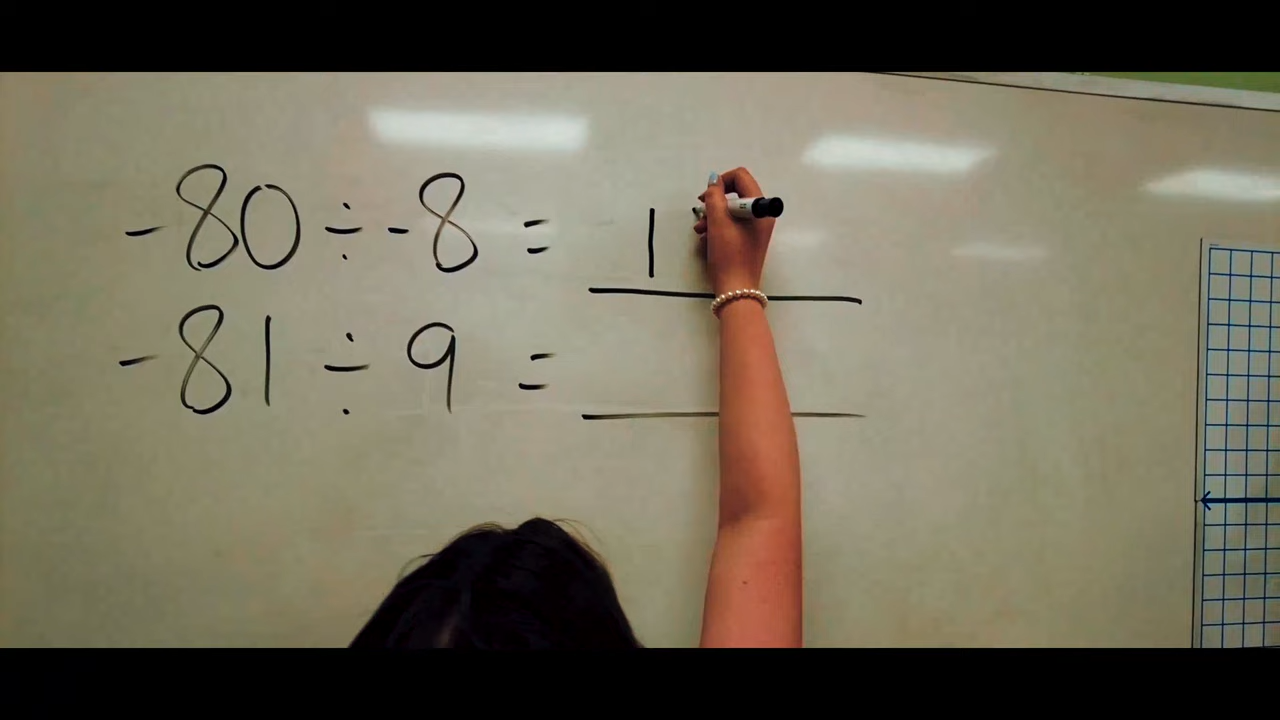 -80 ÷ -8 = 1
-81 ÷ 9 =